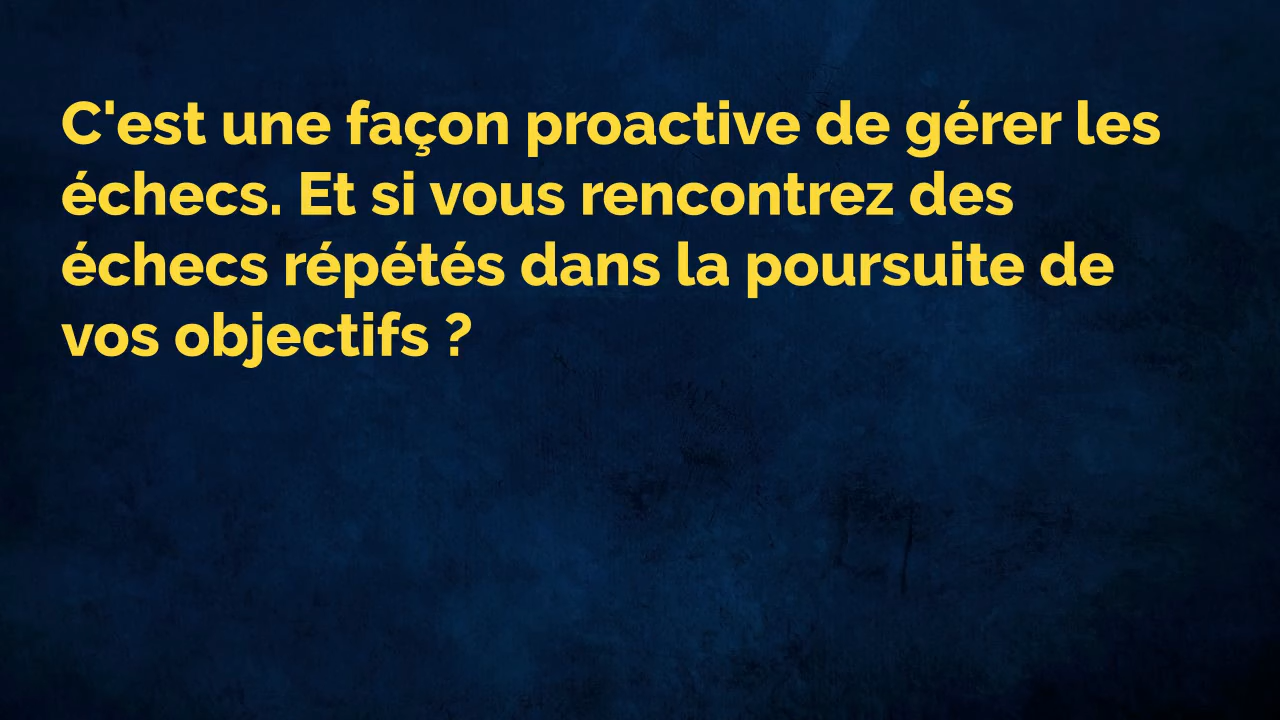 C'est une façon proactive de gérer les
échecs. Et si vous rencontrez des
échecs répétés dans la poursuite de
vos objectifs ?